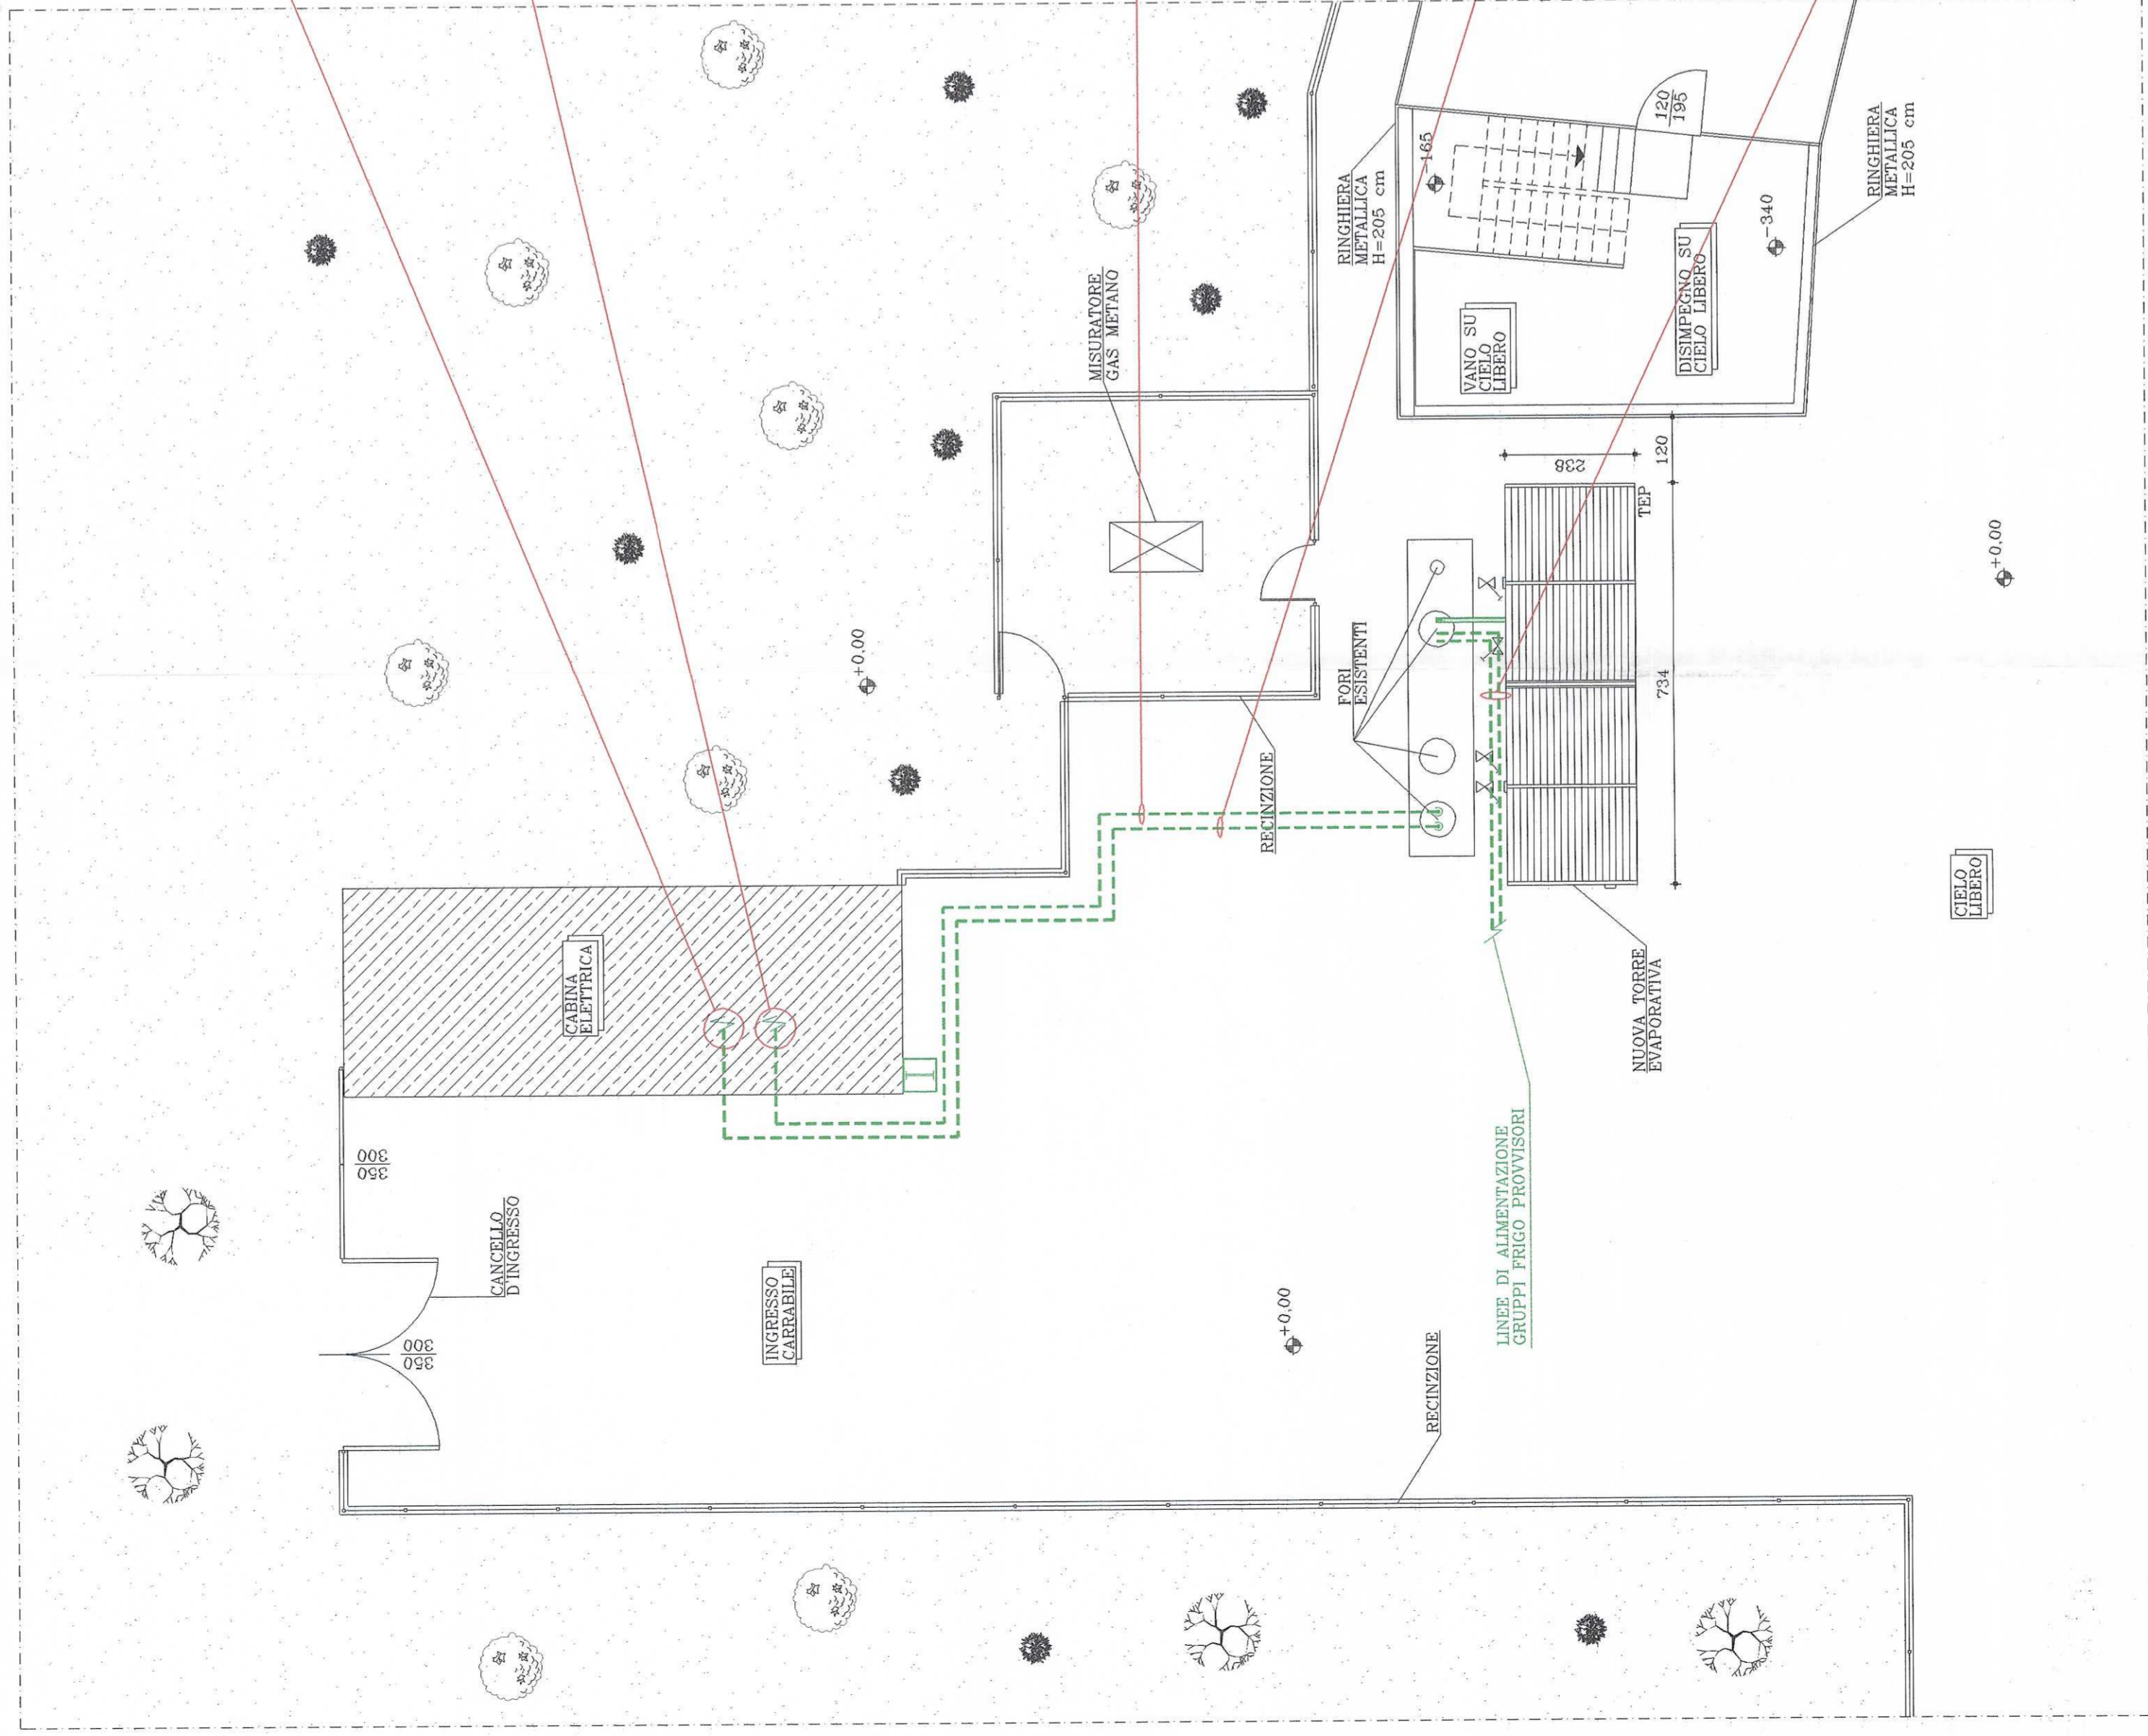 300
350
300
350
CANCELLO
D'INGRESSO
CABINA
ELETTRICA
INGRESSO
CARRABILE
+0,00
MISURATORE
GAS METANO
RECINZIONE
+0,00
RECINZIONE
FORI
ESISTENTI
RINGHIERA
METALLICA
H=205 cm
-165
VANO SU
CIELO
LIBERO
120
195
DISIMPEGNO SU
CIELO LIBERO
-340
RINGHIERA
METALLICA
H=205 cm
238
120
TEP
734
LINEE DI ALIMENTAZIONE
GRUPPI FRIGO PROVVISORI
NUOVA TORRE
EVAPORATIVA
CIELO
LIBERO
+0,00